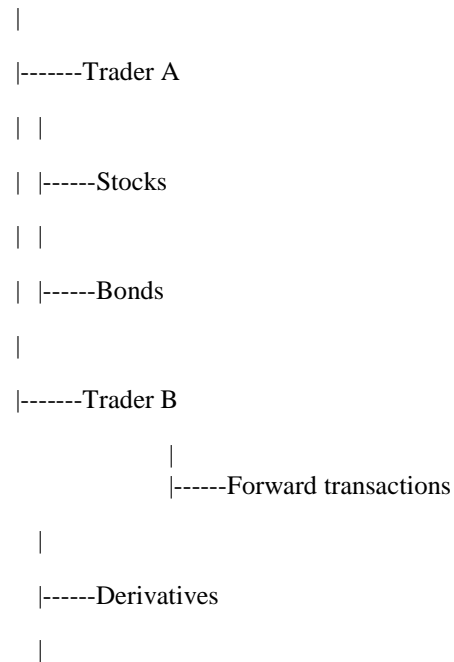 |
|-------Trader A
| |
| |------Stocks
| |
| |------Bonds
|
|-------Trader B
|
|------Forward transactions
|
|------Derivatives
|